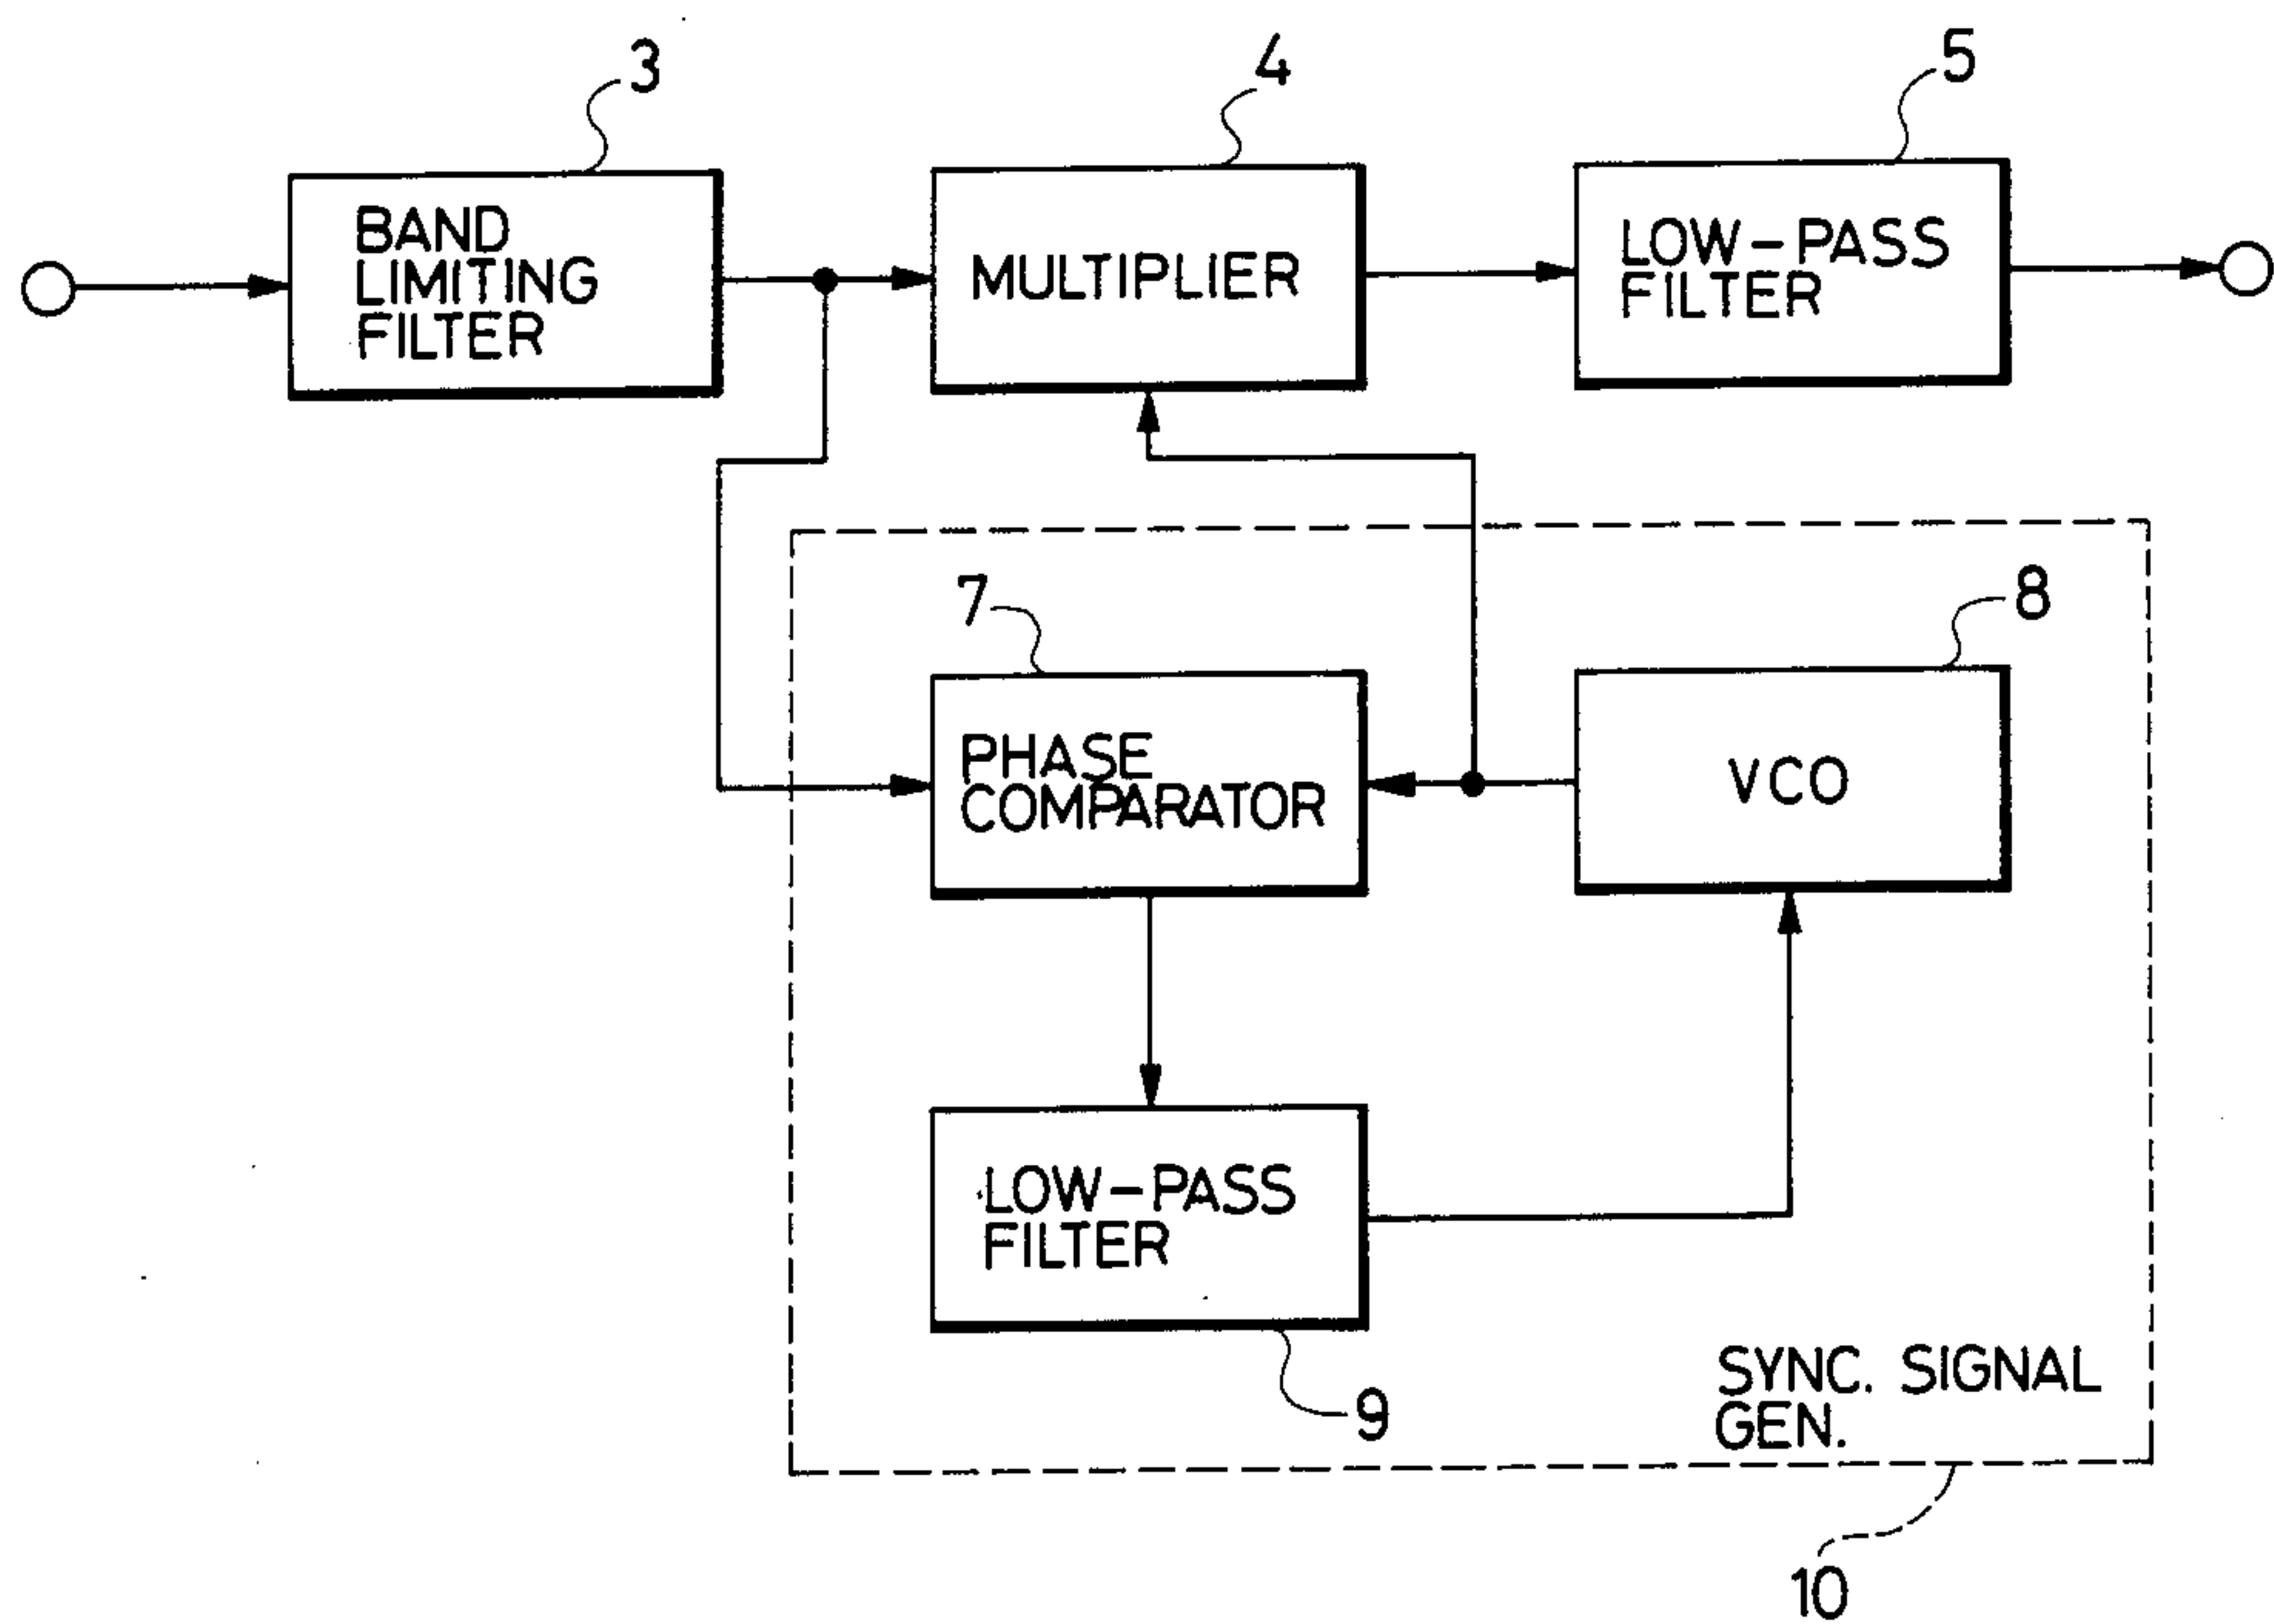 3
4
5
BAND
LIMITING
FILTER
MULTIPLIER
LOW-PASS
FILTER
7
8
PHASE
COMPARATOR
VCO
LOW-PASS
FILTER
9
SYNC. SIGNAL
GEN.
10